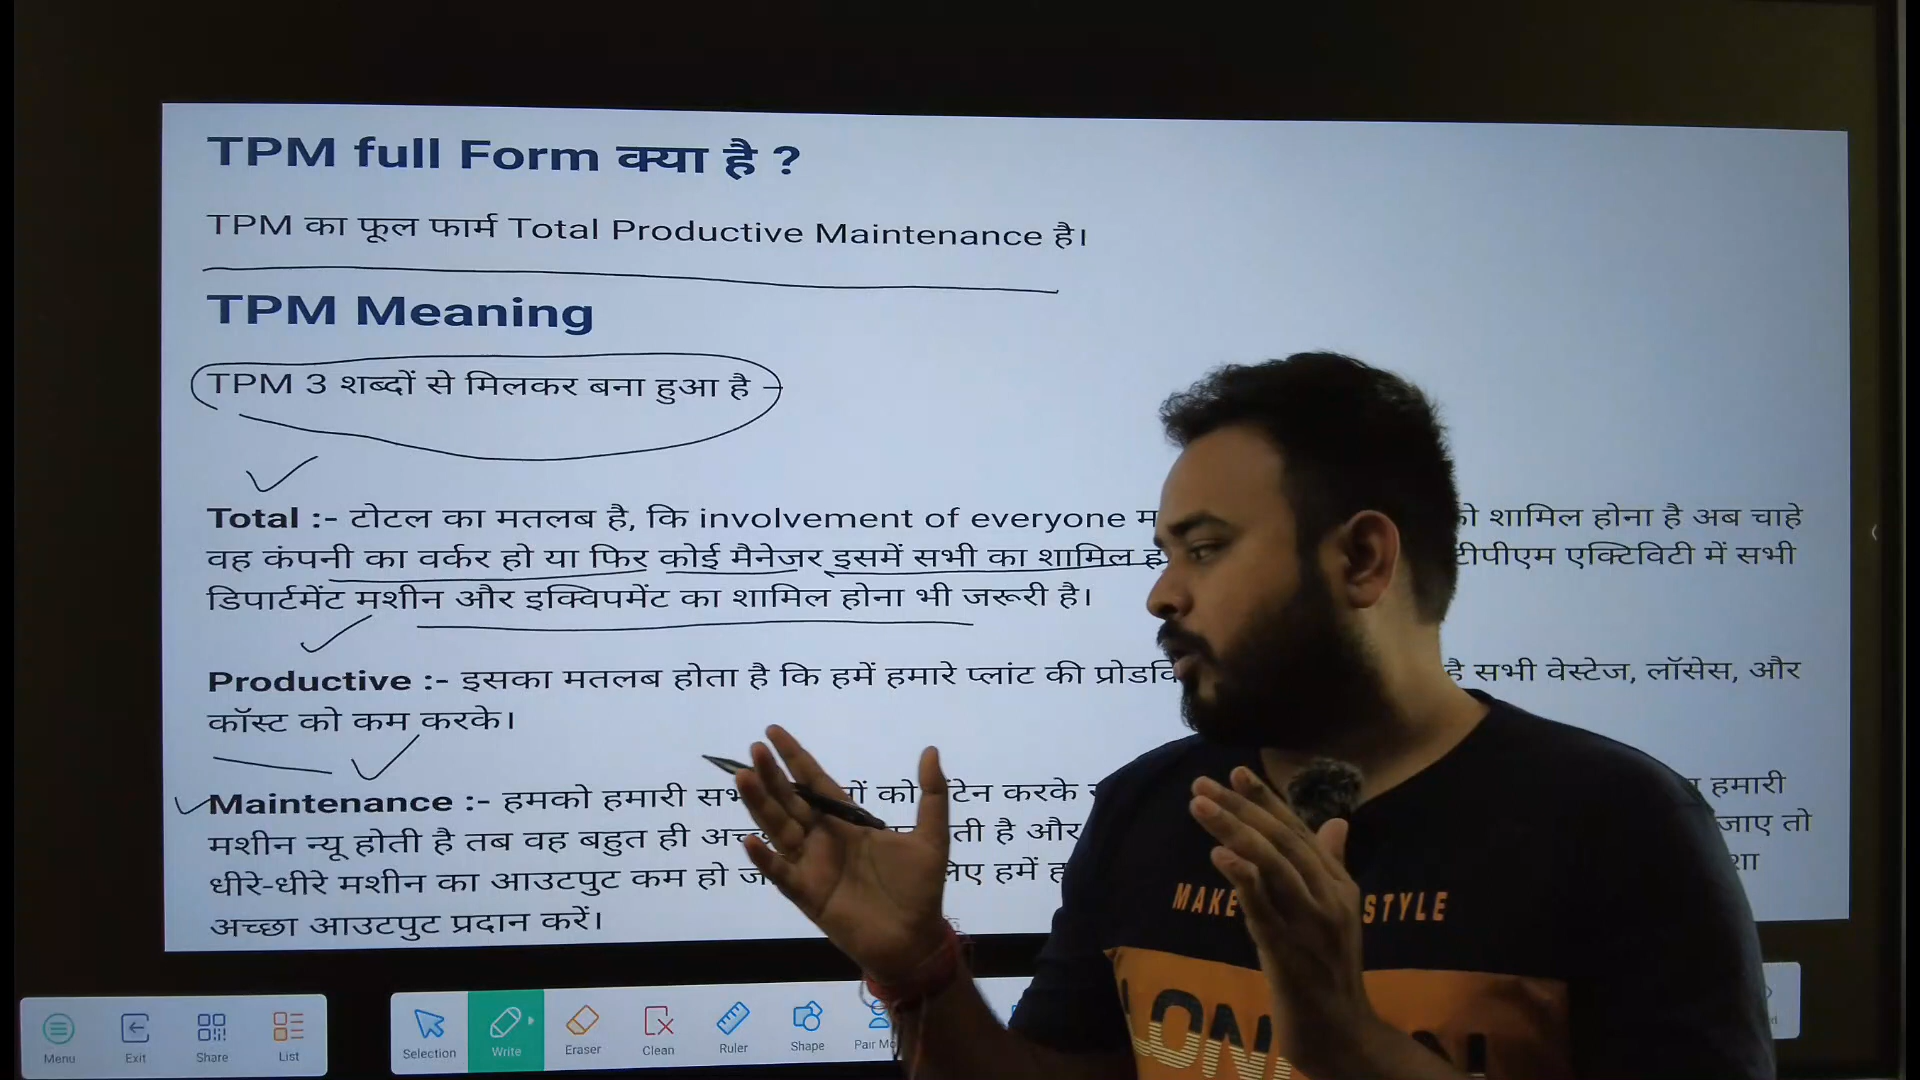 TPM full Form क्या है ?
TPM का फूल फार्म Total Productive Maintenance है।
TPM Meaning
TPM 3 शब्दों से मिलकर बना हुआ है -
Total :- टोटल का मतलब है, कि involvement of everyone शामिल होना है अब चाहे
वह कंपनी का वर्कर हो या फिर कोई मैनेजर इसमें सभी का शामिल टीपीएम एक्टिविटी में सभी
डिपार्टमेंट मशीन और इक्विपमेंट का शामिल होना भी जरूरी है।
Productive :- इसका मतलब होता है कि हमें हमारे प्लांट की है सभी वेस्टेज, लॉसेस, और
कॉस्ट को कम करके।
Maintenance :- हमको हमारी को करके हमारी
मशीन न्यू होती है तब वह बहुत ही है और जाए तो
धीरे-धीरे मशीन का आउटपुट कम हो हमें
अच्छा आउटपुट प्रदान करें।
MAKE STYLE
Menu Exit Share List Selection Write Eraser Clean Ruler Shape Pair